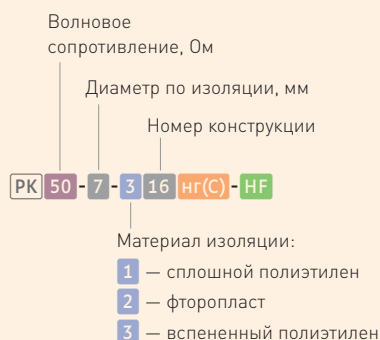 Волновое
сопротивление, Ом
Диаметр по изоляции, мм
Номер конструкции
РК 50 - 7 - 3 16 нг(С) - HF
Материал изоляции:
1 — сплошной полиэтилен
2 — фторопласт
3 — вспененный полиэтилен